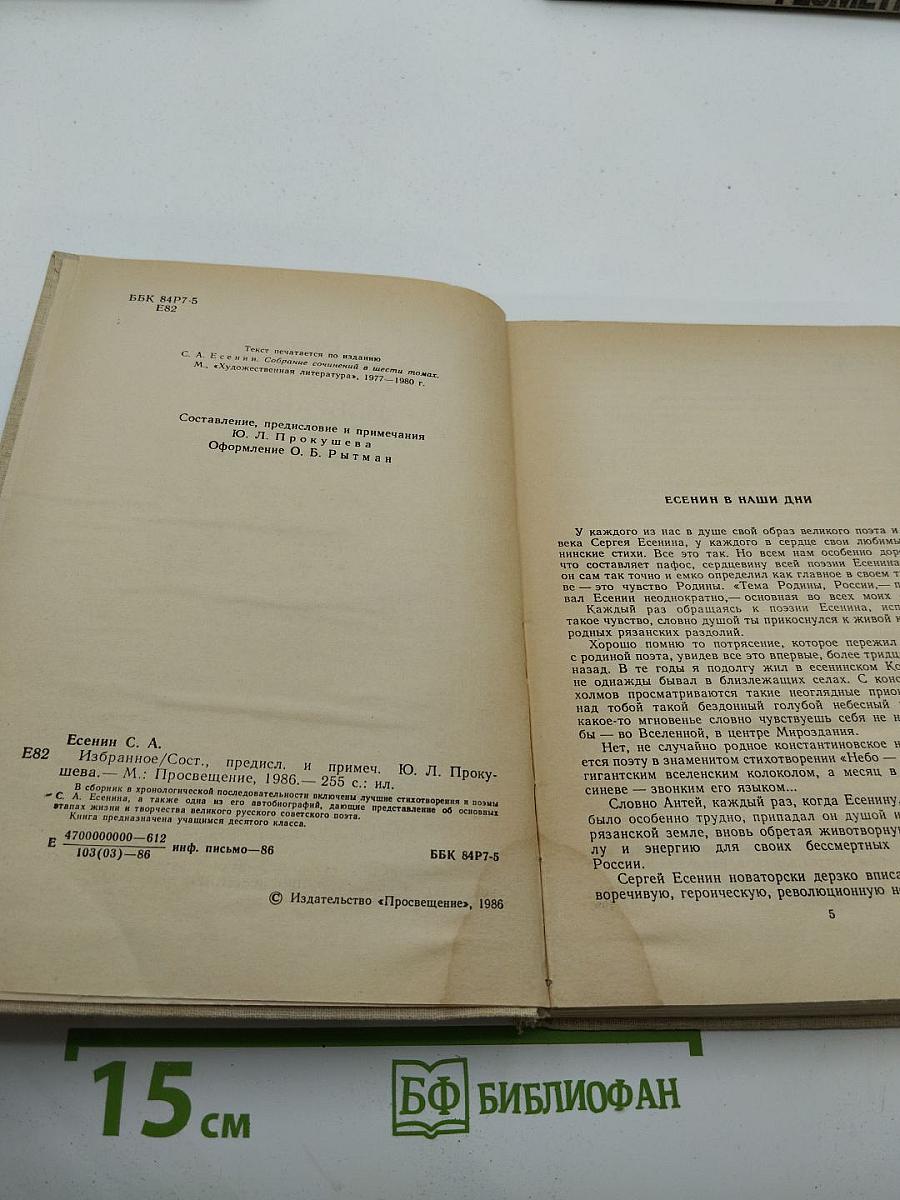 ББК 84Р7-5
Е82
Текст печатается по изданию
С. А. Есенин. Собрание сочинений в шести томах.
М., «Художественная литература», 1977—1980 г.
Составление, предисловие и примечания
Ю. Л. Прокушева
Оформление О. Б. Рытман
Есенин С. А.
Е82 Избранное/Сост., предисл. и примеч. Ю. Л. Проку-
шева.— М.: Просвещение, 1986.— 255 с.: ил.
В сборник в хронологической последовательности включены лучшие стихотворения и поэмы
С. А. Есенина, а также одна из его автобиографий, дающие представление об основных
этапах жизни и творчества великого русского советского поэта.
Книга предназначена учащимся десятого класса.
Е 4700000000—612
103(03)—86 инф. письмо—86
ББК 84Р7-5
© Издательство «Просвещение», 1986
ЕСЕНИН В НАШИ ДНИ
У каждого из нас в душе свой образ великого поэта и
века Сергея Есенина, у каждого в сердце свои любимы
нинские стихи. Все это так. Но всем нам особенно доро
что составляет пафос, сердцевину всей поэзии Есенина
он сам так точно и емко определил как главное в своем т
ве — это чувство Родины. «Тема Родины, России,— п
вал Есенин неоднократно,— основная во всех моих
Каждый раз обращаясь к поэзии Есенина, исп
такое чувство, словно душой ты прикоснулся к живой к
родных рязанских раздолий.
Хорошо помню то потрясение, которое пережил
с родиной поэта, увидев все это впервые, более тридц
назад. В те годы я подолгу жил в есенинском Ко
не однажды бывал в близлежащих селах. С конс
холмов просматриваются такие неоглядные прио
над тобой такой бездонный голубой небесный
какое-то мгновенье словно чувствуешь себя не н
бы — во Вселенной, в центре Мироздания.
Нет, не случайно родное константиновское н
ется поэту в знаменитом стихотворении «Небо —
гигантским вселенским колоколом, а месяц в
синеве — звонким его языком...
Словно Антей, каждый раз, когда Есенину,
было особенно трудно, припадал он душой и
рязанской земле, вновь обретая животворную
лу и энергию для своих бессмертных
России.
Сергей Есенин новаторски дерзко вписа
воречивую, героическую, революционную но
5
15 см
БФ БИБЛИОФАН